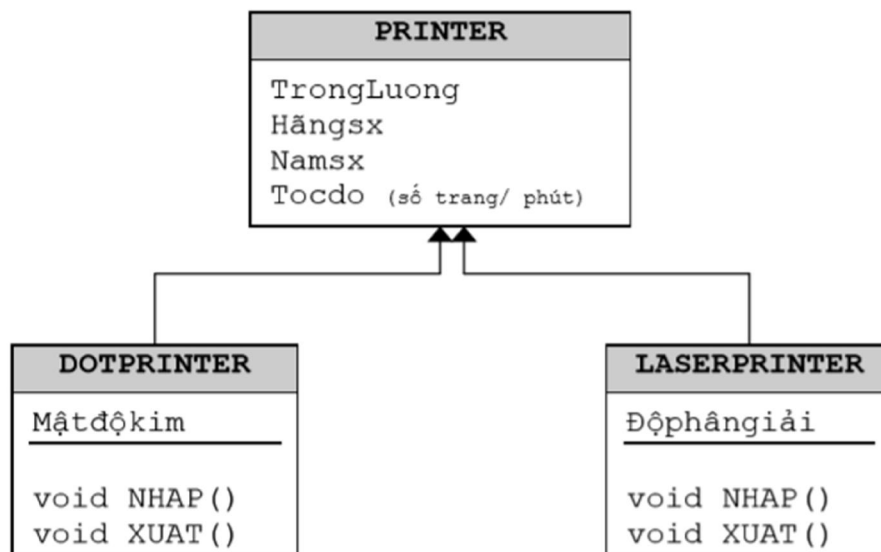 PRINTER
TrongLuong
Hãngsx
Namsx
Tocdo (số trang/ phút)
DOTPRINTER
Mậtđộkim
void NHAP()
void XUAT()
LASERPRINTER
Độphângiải
void NHAP()
void XUAT()